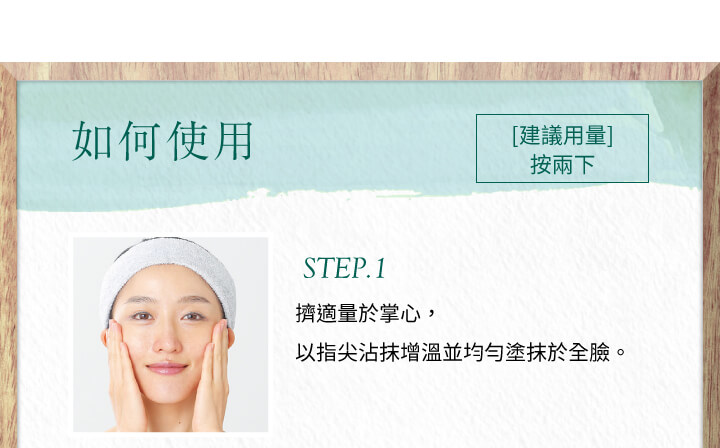 如何使用
[建議用量]
按兩下
STEP.1
擠適量於掌心，
以指尖沾抹增溫並均勻塗抹於全臉。